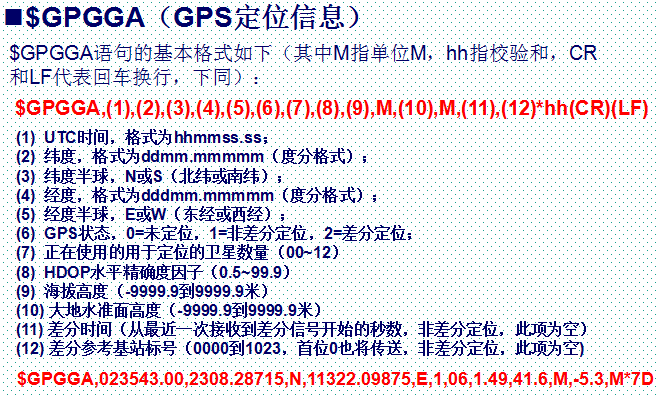 ■$GPGGA（GPS定位信息）
$GPGGA语句的基本格式如下（其中M指单位M，hh指校验和，CR
和LF代表回车换行，下同）：
$GPGGA,(1),(2),(3),(4),(5),(6),(7),(8),(9),M,(10),M,(11),(12)*hh(CR)(LF)
(1) UTC时间，格式为hhmmss.ss；
(2) 纬度，格式为ddmm.mmmmm（度分格式）；
(3) 纬度半球，N或S（北纬或南纬）；
(4) 经度，格式为dddmm.mmmmm（度分格式）；
(5) 经度半球，E或W（东经或西经）；
(6) GPS状态，0=未定位，1=非差分定位，2=差分定位；
(7) 正在使用的用于定位的卫星数量（00~12）
(8) HDOP水平精确度因子（0.5~99.9）
(9) 海拔高度（-9999.9到9999.9米）
(10) 大地水准面高度（-9999.9到9999.9米）
(11) 差分时间（从最近一次接收到差分信号开始的秒数，非差分定位，此项为空）
(12) 差分参考基站标号（0000到1023，首位0也将传送，非差分定位，此项为空)
$GPGGA,023543.00,2308.28715,N,11322.09875,E,1,06,1.49,41.6,M,-5.3,M*7D